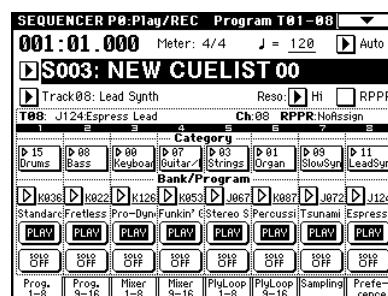 SEQUENCER P0:Play/REC Program T01-08
001:01.000 Meter: 4/4 ♩ = 120 Auto
S003: NEW CUELIST 00
Track08: Lead Synth Reso: Hi RPPR
T08: J124:Espress Lead Ch:08 RPPR:NoAssign
1 2 3 4 5 6 7 8
Category
15 08 00 07 03 01 09 11
Drums Bass Keyboar Guitar/ Strings Organ SlowSyn LeadSyn
Bank/Program
K036 K022 K126 K053 J067 K087 J072 J124
Standard Fretless Pro-Dyn Funkin' Stereo S Percussi Tsunami Espress
PLAY PLAY PLAY PLAY PLAY PLAY PLAY PLAY
SOLO OFF SOLO OFF SOLO OFF SOLO OFF SOLO OFF SOLO OFF SOLO OFF SOLO OFF
Prog. Prog. Mixer Mixer PlyLoop PlyLoop Sampling Prefer
1-8 9-16 1-8 9-16 1-8 9-16 ence